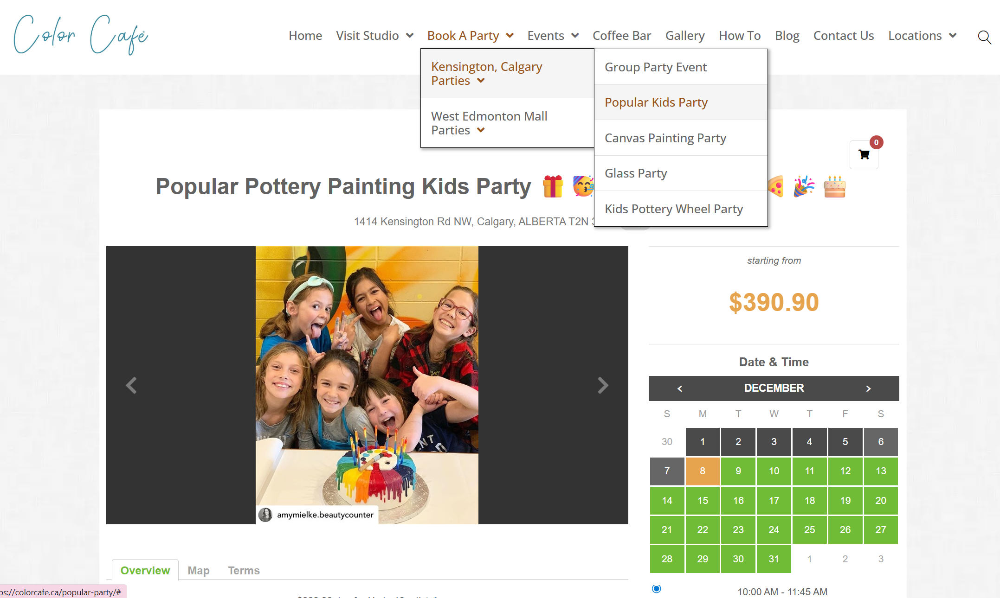 Color Cafe
Home Visit Studio Book A Party Events Coffee Bar Gallery How To Blog Contact Us Locations
Kensington, Calgary
Parties
West Edmonton Mall
Parties
Group Party Event
Popular Kids Party
Canvas Painting Party
Glass Party
Kids Pottery Wheel Party
0
Popular Pottery Painting Kids Party
1414 Kensington Rd NW, Calgary, ALBERTA T2N
amymielke.beautycounter
starting from
$390.90
Date & Time
< DECEMBER >
S M T W T F S
30 1 2 3 4 5 6
7 8 9 10 11 12 13
14 15 16 17 18 19 20
21 22 23 24 25 26 27
28 29 30 31 1 2 3
10:00 AM - 11:45 AM
Overview Map Terms
ps://colorcafe.ca/popular-party/#